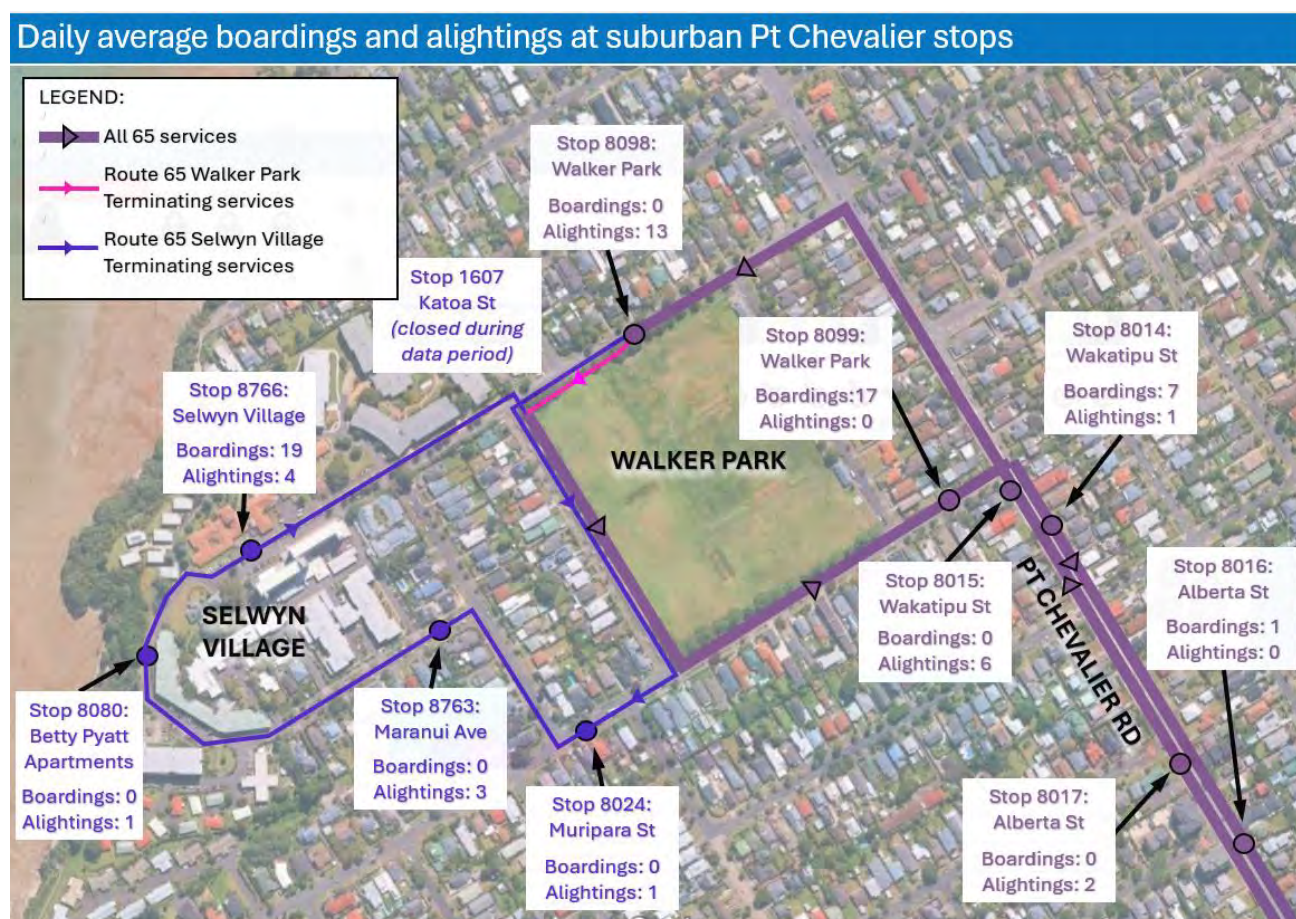 Daily average boardings and alightings at suburban Pt Chevalier stops
LEGEND:
All 65 services
Route 65 Walker Park
Terminating services
Route 65 Selwyn Village
Terminating services
Stop 8098:
Walker Park
Boardings: 0
Alightings: 13
Stop 1607
Katoa St
(closed during
data period)
Stop 8099:
Walker Park
Boardings:17
Alightings: 0
Stop 8014:
Wakatipu St
Boardings: 7
Alightings: 1
Stop 8766:
Selwyn Village
Boardings: 19
Alightings: 4
WALKER PARK
Stop 8015:
Wakatipu St
Boardings: 0
Alightings: 6
PT CHEVALIER RD
Stop 8016:
Alberta St
Boardings: 1
Alightings: 0
SELWYN
VILLAGE
Stop 8080:
Betty Pyatt
Apartments
Boardings: 0
Alightings: 1
Stop 8763:
Maranui Ave
Boardings: 0
Alightings: 3
Stop 8024:
Muripara St
Boardings: 0
Alightings: 1
Stop 8017:
Alberta St
Boardings: 0
Alightings: 2